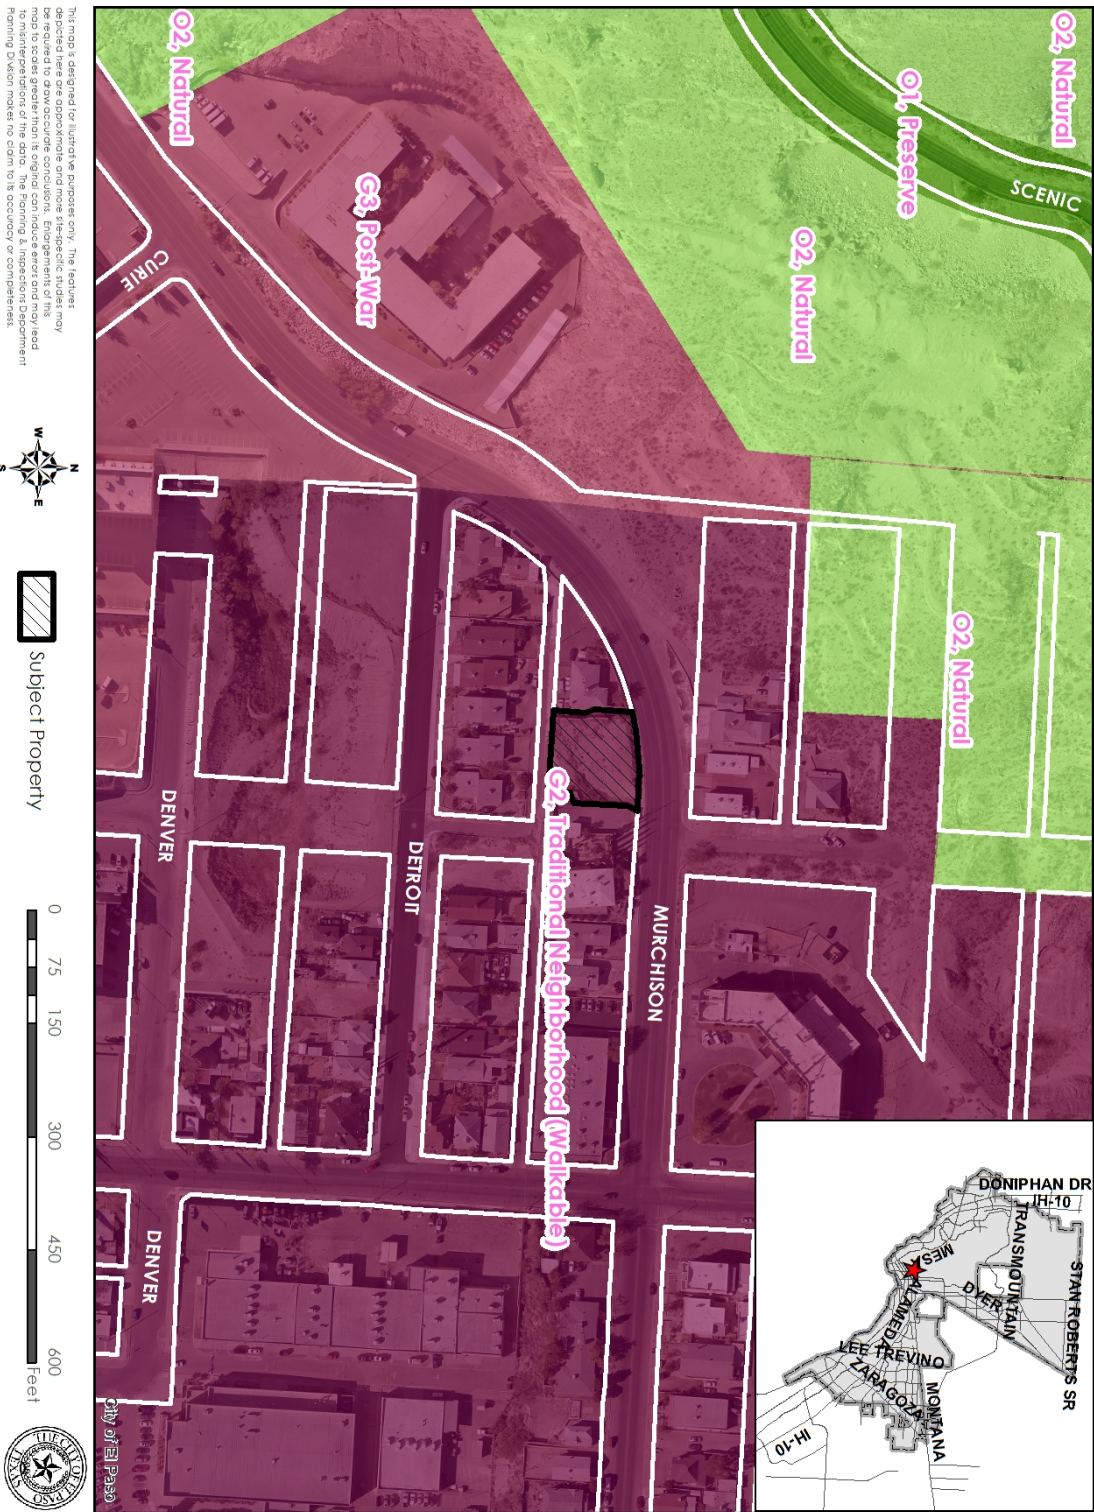 O2, Natural
O1, Preserve
SCENIC
O2, Natural
O2, Natural
G3, Post-War
O2, Natural
CURIE
G2, Traditional Neighborhood (Walkable)
MURCHISON
DETROIT
DENVER
DENVER
City of El Paso
DONIPHAN DR
IH-10
TRANSMOUNTAIN
STAN ROBERTS SR
MESA
DYER
ALAMEDA
LEE TREVINO
ZARAGOZA
MONTANA
IH-10
This map is designed for illustrative purposes only. The features
depicted here are approximate and more site-specific studies may
be required to draw accurate conclusions. Enlargements of this
map to scales greater than its original can induce errors and may lead
to misinterpretations of the data. The Planning & Inspections Department
Planning Division makes no claim to its accuracy or completeness.
N
W
E
S
Subject Property
0 75 150 300 450 600
Feet
THE CITY OF EL PASO
TEXAS